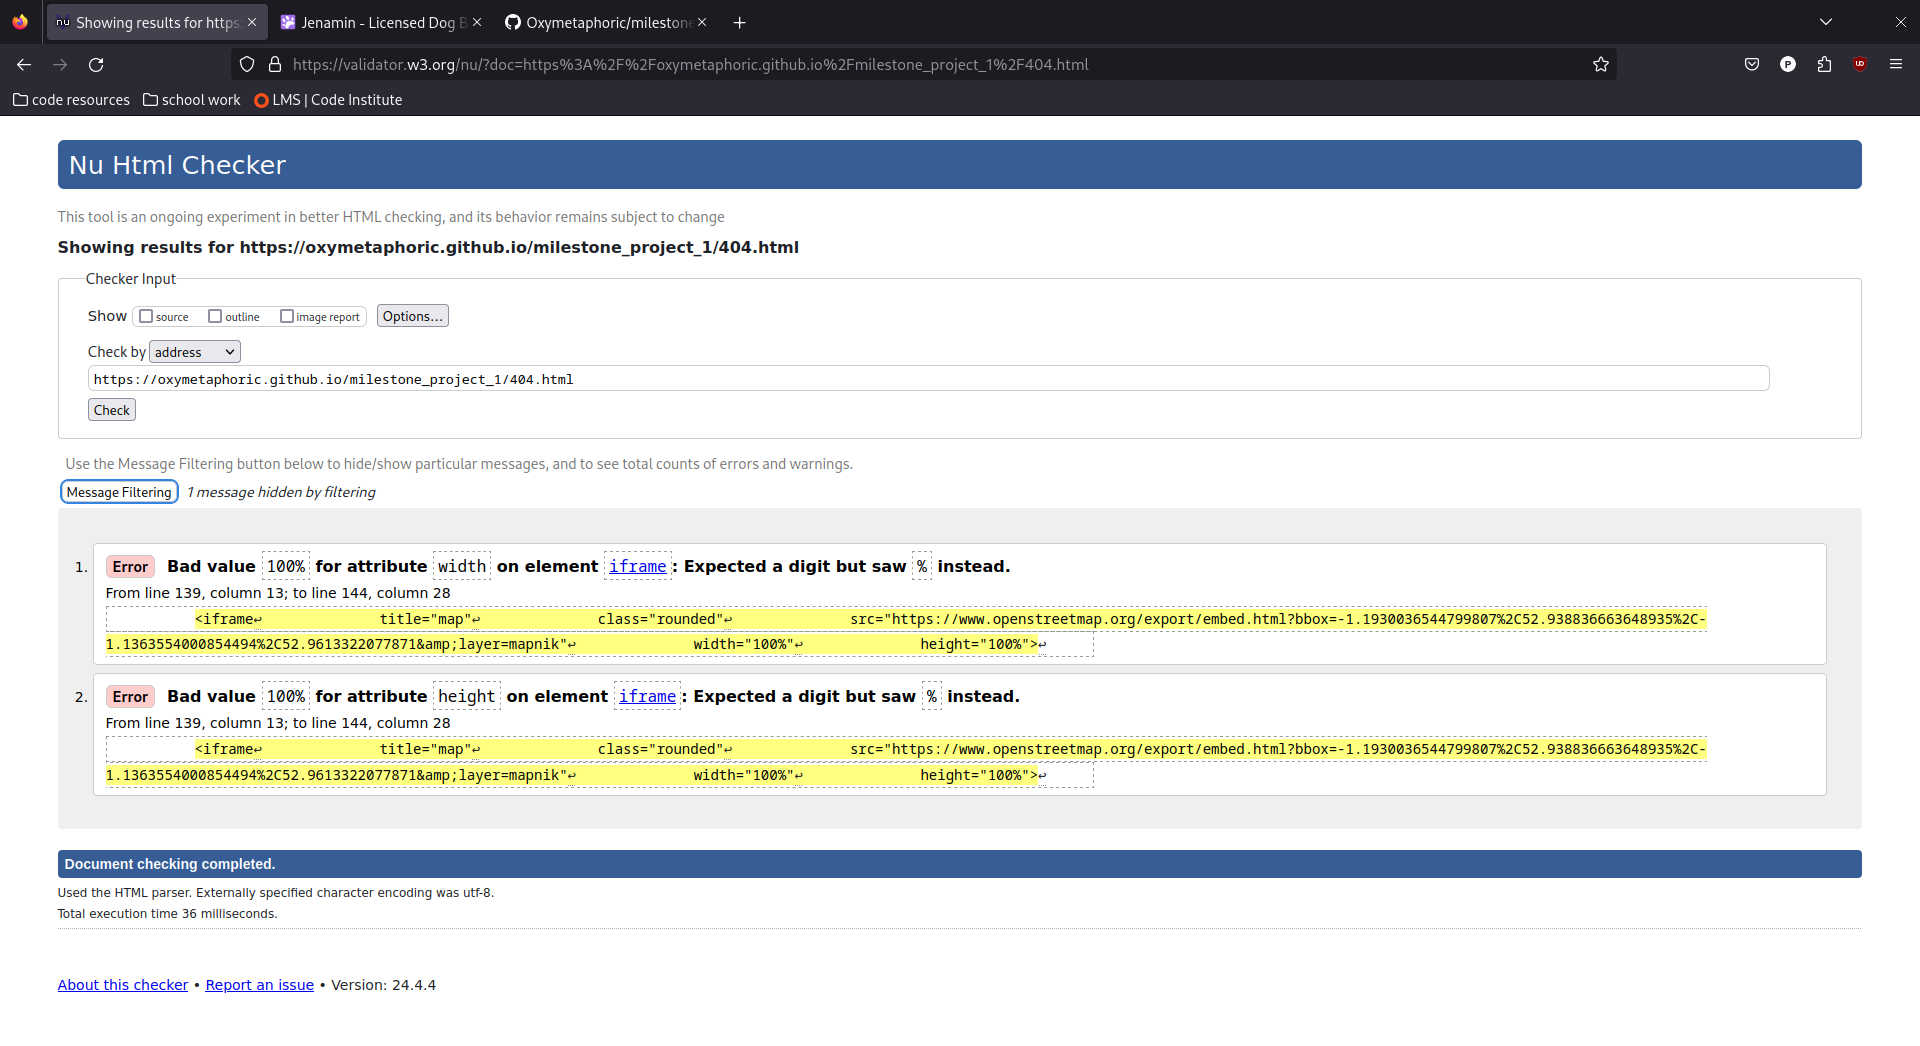 Showing results for https
Jenamin - Licensed Dog B
Oxymetaphoric/milestone
https://validator.w3.org/nu/?doc=https%3A%2F%2Foxymetaphoric.github.io%2Fmilestone_project_1%2F404.html
code resources
school work
LMS | Code Institute
Nu Html Checker
This tool is an ongoing experiment in better HTML checking, and its behavior remains subject to change
Showing results for https://oxymetaphoric.github.io/milestone_project_1/404.html
Checker Input
Show source outline image report Options...
Check by address
https://oxymetaphoric.github.io/milestone_project_1/404.html
Check
Use the Message Filtering button below to hide/show particular messages, and to see total counts of errors and warnings.
Message Filtering 1 message hidden by filtering
1. Error Bad value 100% for attribute width on element iframe: Expected a digit but saw % instead.
From line 139, column 13; to line 144, column 28
<iframe↩ title="map"↩ class="rounded"↩ src="https://www.openstreetmap.org/export/embed.html?bbox=-1.1930036544799807%2C52.938836663648935%2C-
1.1363554000854494%2C52.9613322077871&amp;layer=mapnik"↩ width="100%"↩ height="100%">↩
2. Error Bad value 100% for attribute height on element iframe: Expected a digit but saw % instead.
From line 139, column 13; to line 144, column 28
<iframe↩ title="map"↩ class="rounded"↩ src="https://www.openstreetmap.org/export/embed.html?bbox=-1.1930036544799807%2C52.938836663648935%2C-
1.1363554000854494%2C52.9613322077871&amp;layer=mapnik"↩ width="100%"↩ height="100%">↩
Document checking completed.
Used the HTML parser. Externally specified character encoding was utf-8.
Total execution time 36 milliseconds.
About this checker • Report an issue • Version: 24.4.4